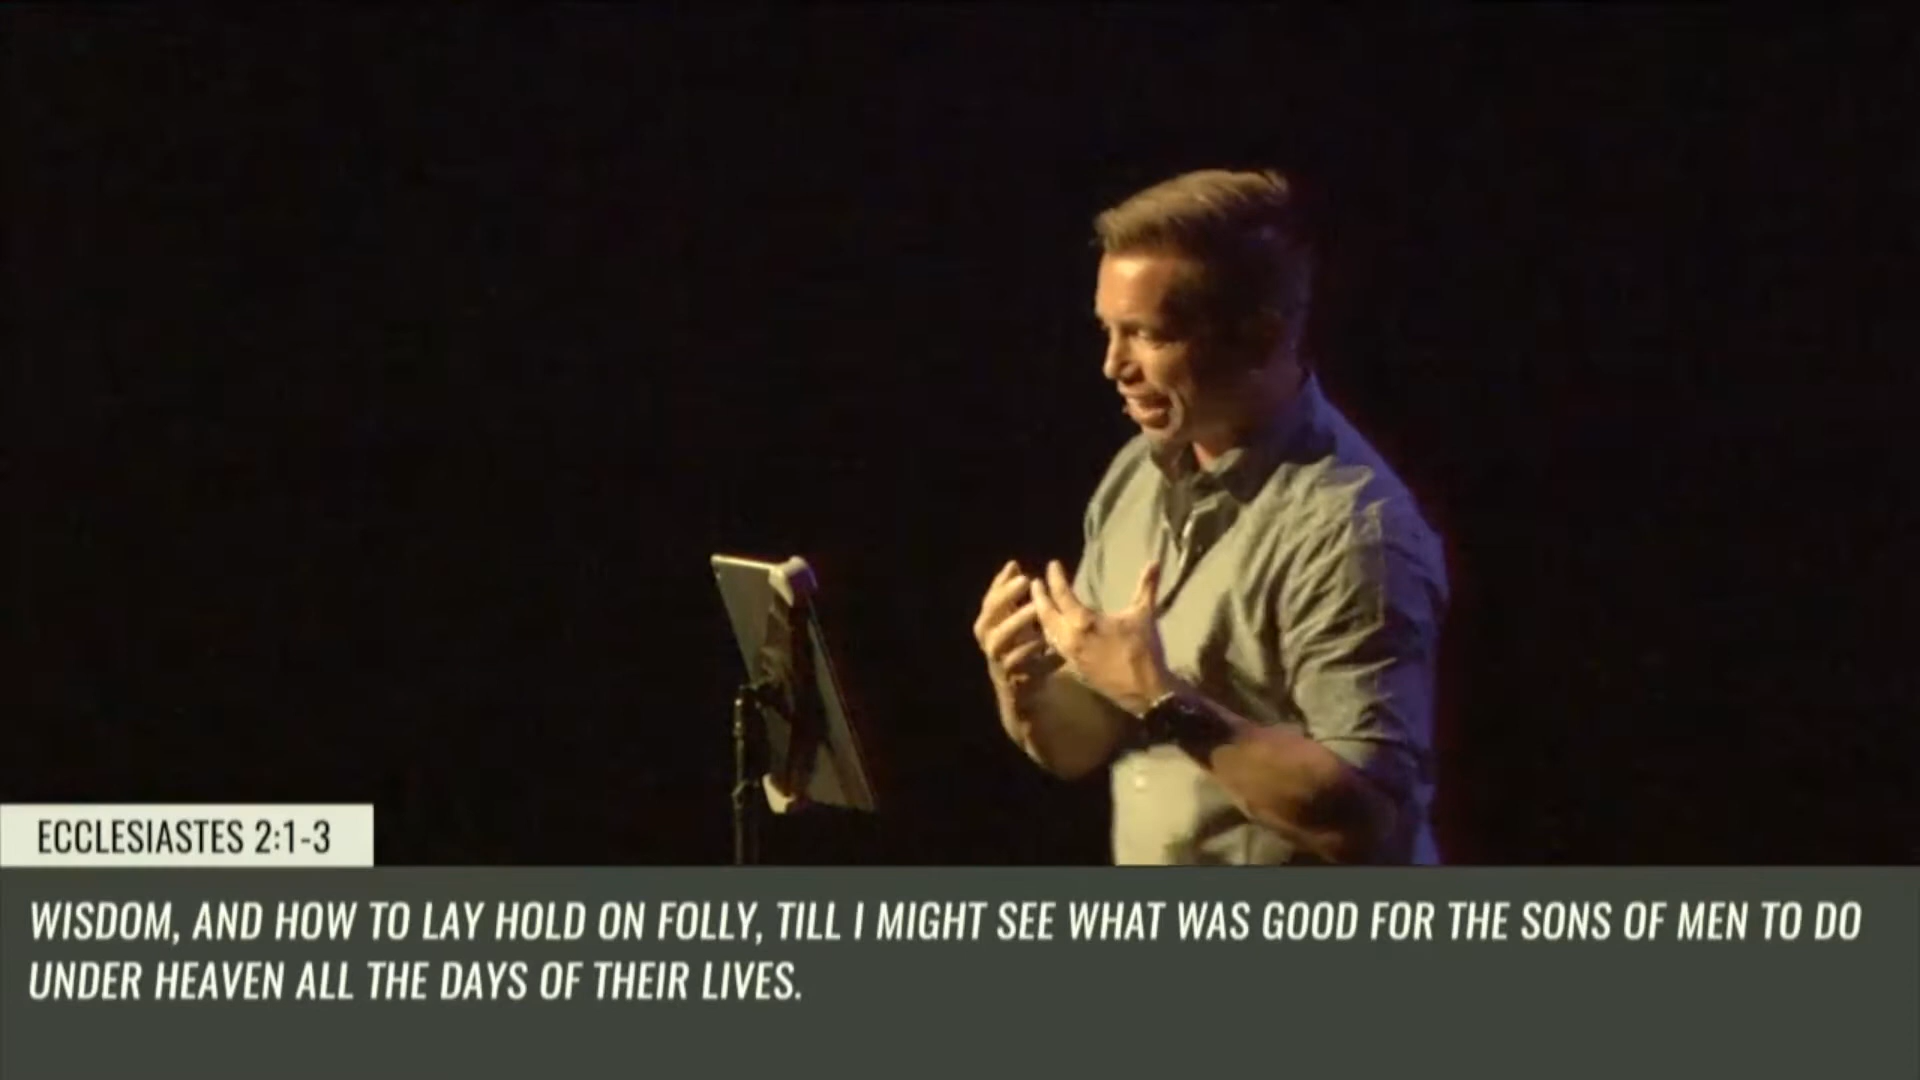 ECCLESIASTES 2:1-3
WISDOM, AND HOW TO LAY HOLD ON FOLLY, TILL I MIGHT SEE WHAT WAS GOOD FOR THE SONS OF MEN TO DO
UNDER HEAVEN ALL THE DAYS OF THEIR LIVES.